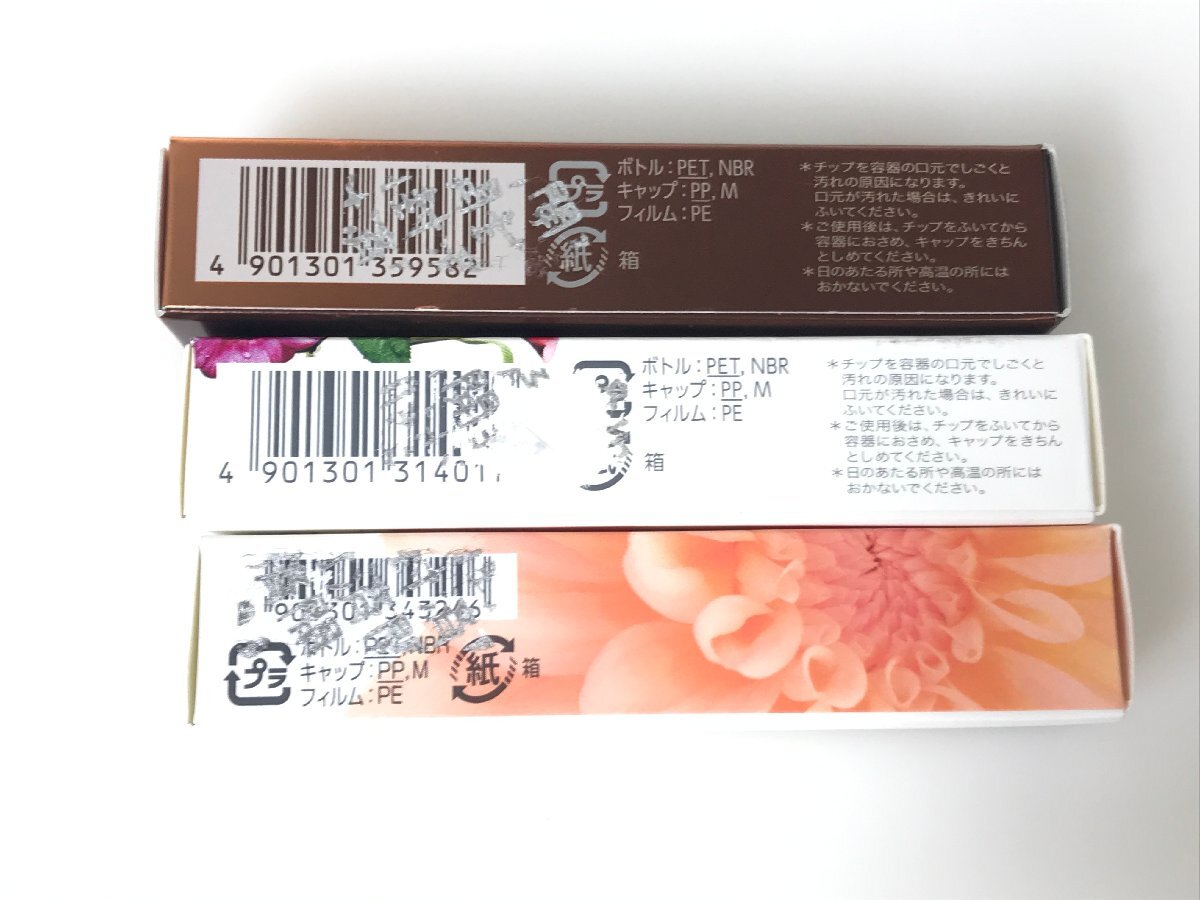 4 901301 359582
プラ
ボトル：PET, NBR
キャップ：PP, M
フィルム：PE
紙 箱
＊チップを容器の口元でしごくと
汚れの原因になります。
口元が汚れた場合は、きれいに
ふいてください。
＊ご使用後は、チップをふいてから
容器におさめ、キャップをきちん
としめてください。
＊日のあたる所や高温の所には
おかないでください。
4 901301 31401
ボトル：PET, NBR
キャップ：PP, M
フィルム：PE
箱
＊チップを容器の口元でしごくと
汚れの原因になります。
口元が汚れた場合は、きれいに
ふいてください。
＊ご使用後は、チップをふいてから
容器におさめ、キャップをきちん
としめてください。
＊日のあたる所や高温の所には
おかないでください。
プラ
ボトル：PET, NBR
キャップ：PP, M
フィルム：PE
紙 箱